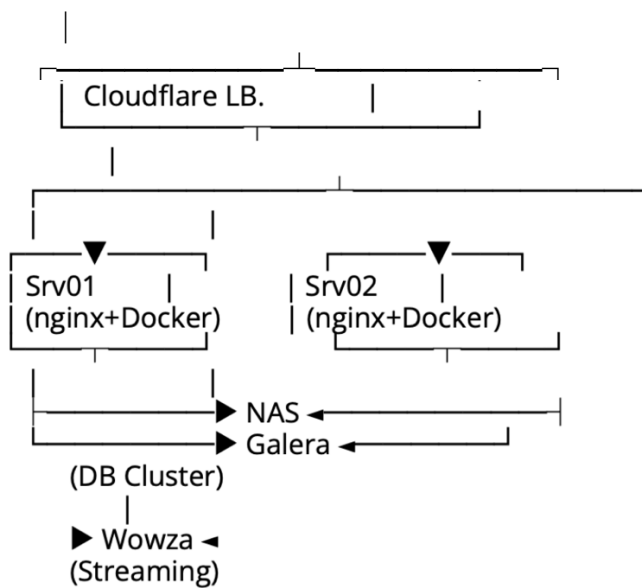 Cloudflare LB.
Srv01 Srv02
(nginx+Docker) (nginx+Docker)
NAS
Galera
(DB Cluster)
Wowza
(Streaming)